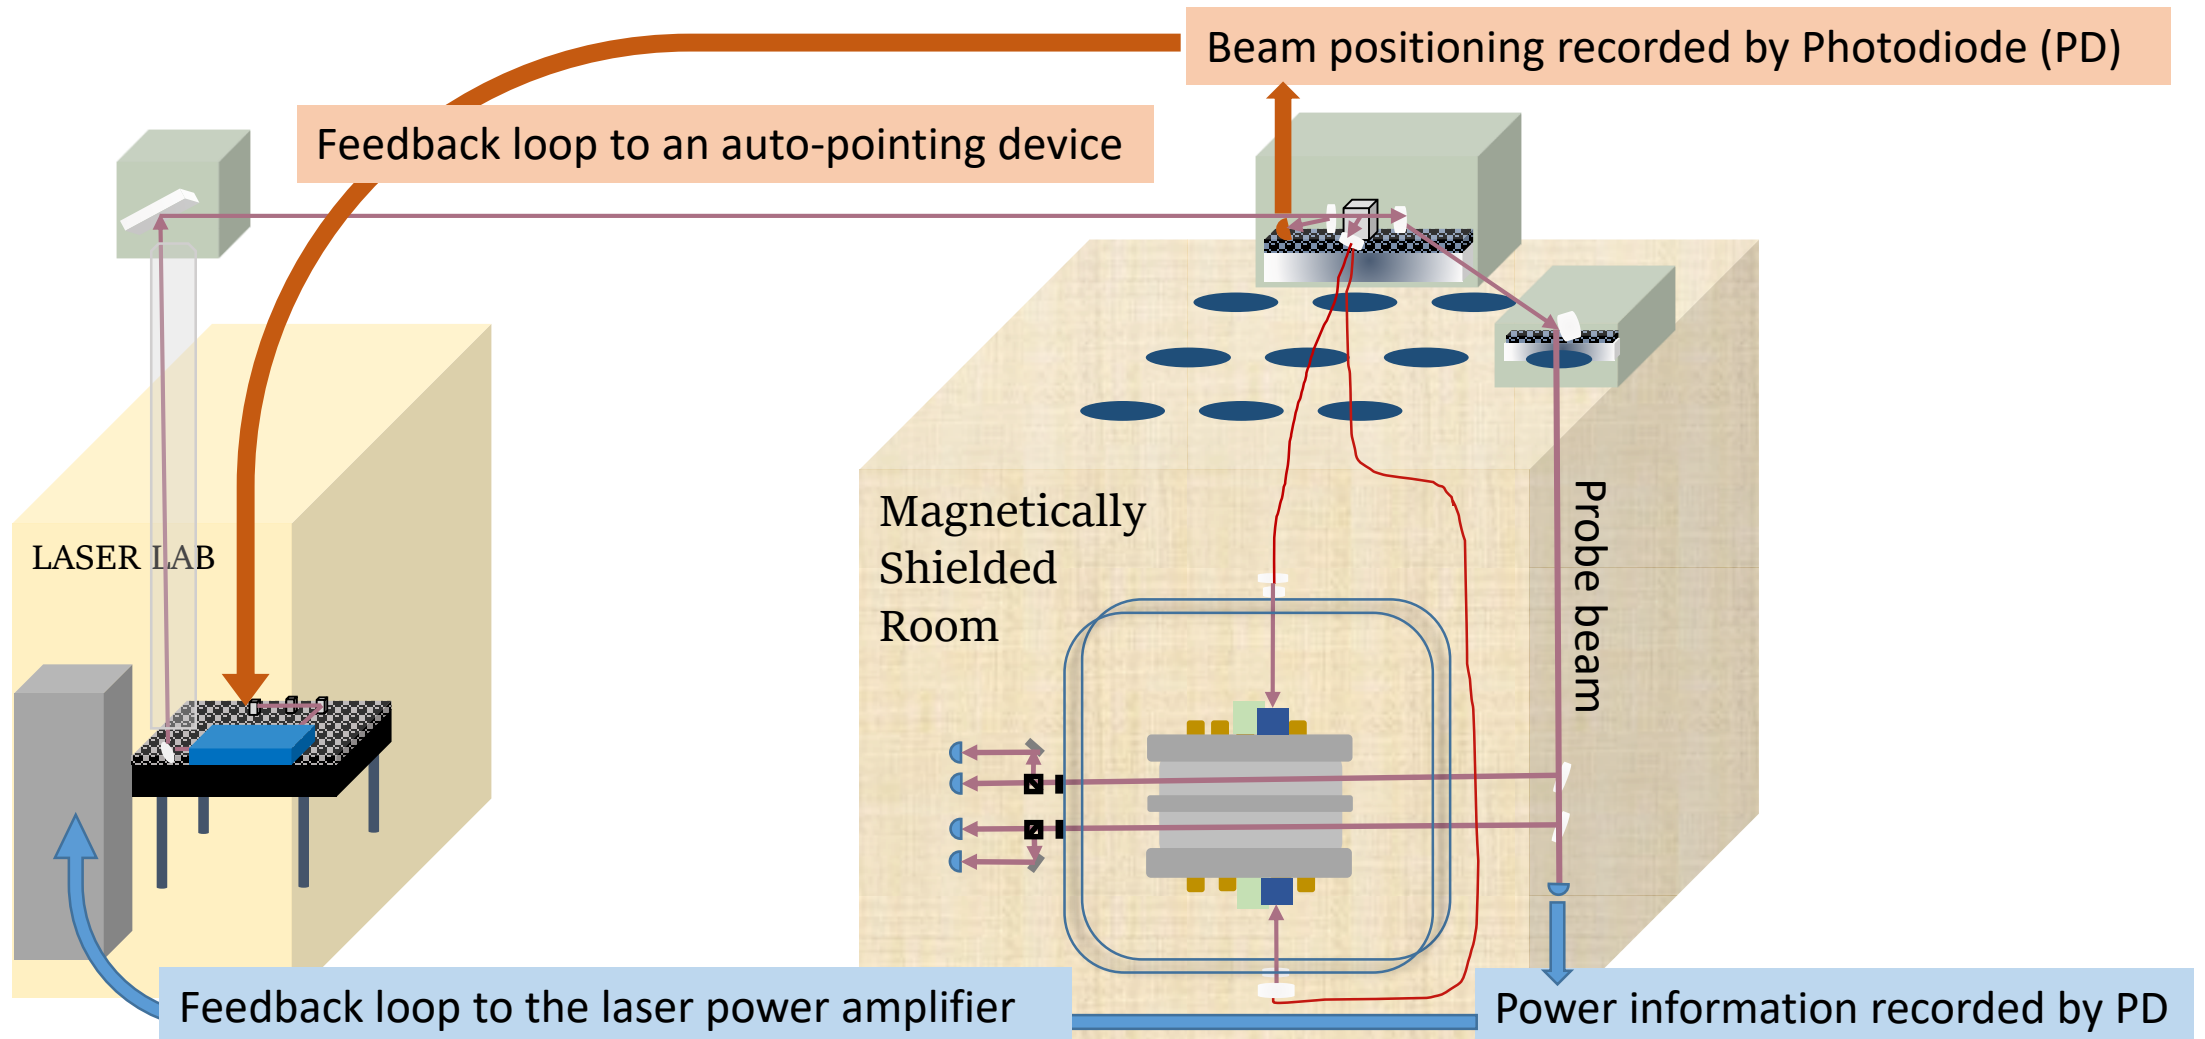 Beam positioning recorded by Photodiode (PD)
Feedback loop to an auto-pointing device
Magnetically
Shielded
Room
LASER LAB
Probe beam
Feedback loop to the laser power amplifier
Power information recorded by PD